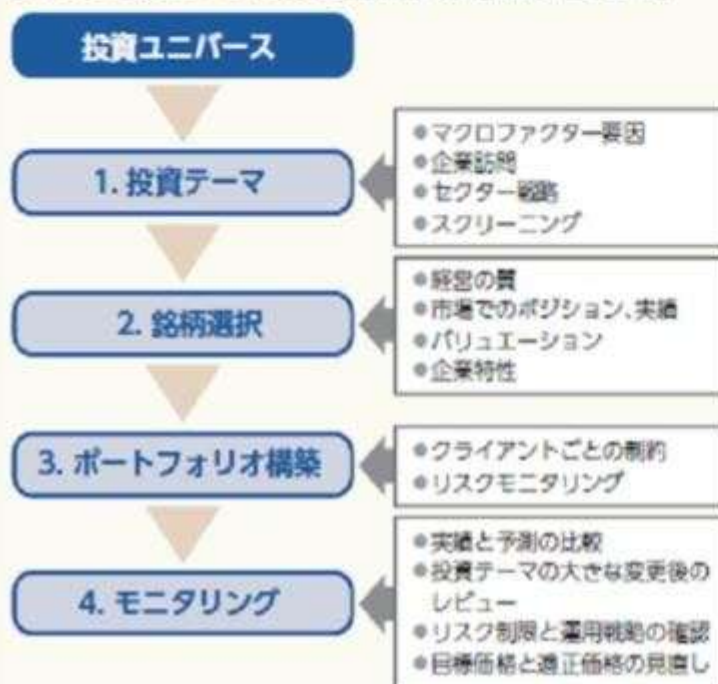 投資ユニバース
1. 投資テーマ
●マクロファクター要因
●企業訪問
●セクター戦略
●スクリーニング
2. 銘柄選択
●経営の質
●市場でのポジション、実績
●バリュエーション
●企業特性
3. ポートフォリオ構築
●クライアントごとの制約
●リスクモニタリング
4. モニタリング
●実績と予測の比較
●投資テーマの大きな変更後の
レビュー
●リスク制限と運用戦略の確認
●目標価格と適正価格の見直し